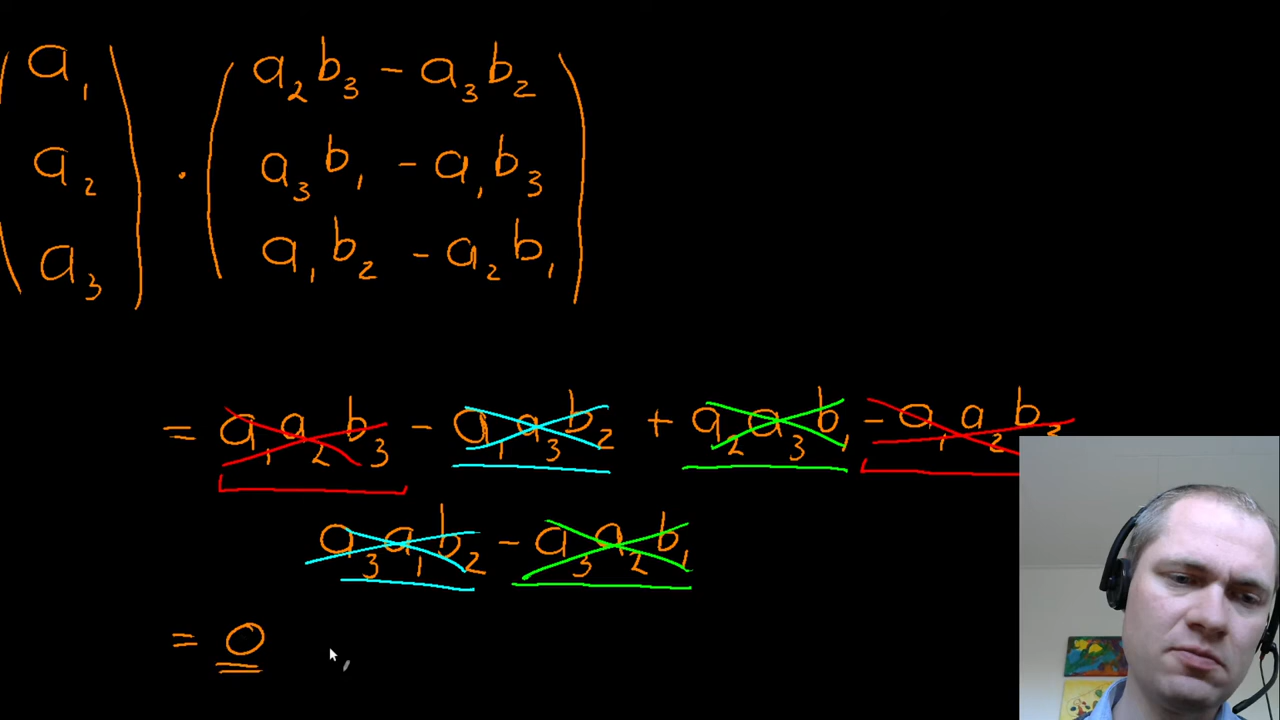 ( a₁ ) ( a₂b₃ - a₃b₂ )
( a₂ ) · ( a₃b₁ - a₁b₃ )
( a₃ ) ( a₁b₂ - a₂b₁ )
= a₁a₂b₃ - a₁a₃b₂ + a₂a₃b₁ - a₁a₂b₃
a₃a₁b₂ - a₃a₂b₁
= 0